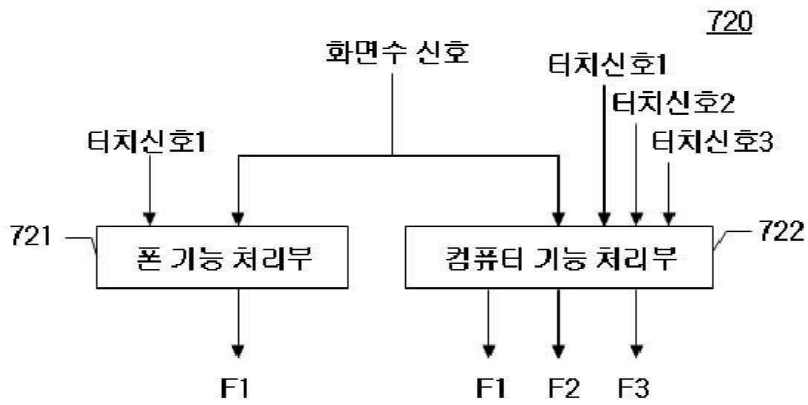 720
화면수 신호
터치신호1
터치신호2
터치신호1
터치신호3
721
폰 기능 처리부
컴퓨터 기능 처리부
722
F1
F1
F2
F3